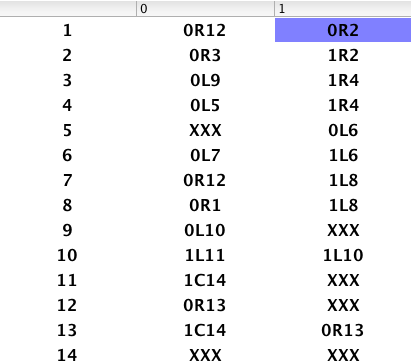 0 1
1 0R12 0R2
2 0R3 1R2
3 0L9 1R4
4 0L5 1R4
5 XXX 0L6
6 0L7 1L6
7 0R12 1L8
8 0R1 1L8
9 0L10 XXX
10 1L11 1L10
11 1C14 XXX
12 0R13 XXX
13 1C14 0R13
14 XXX XXX